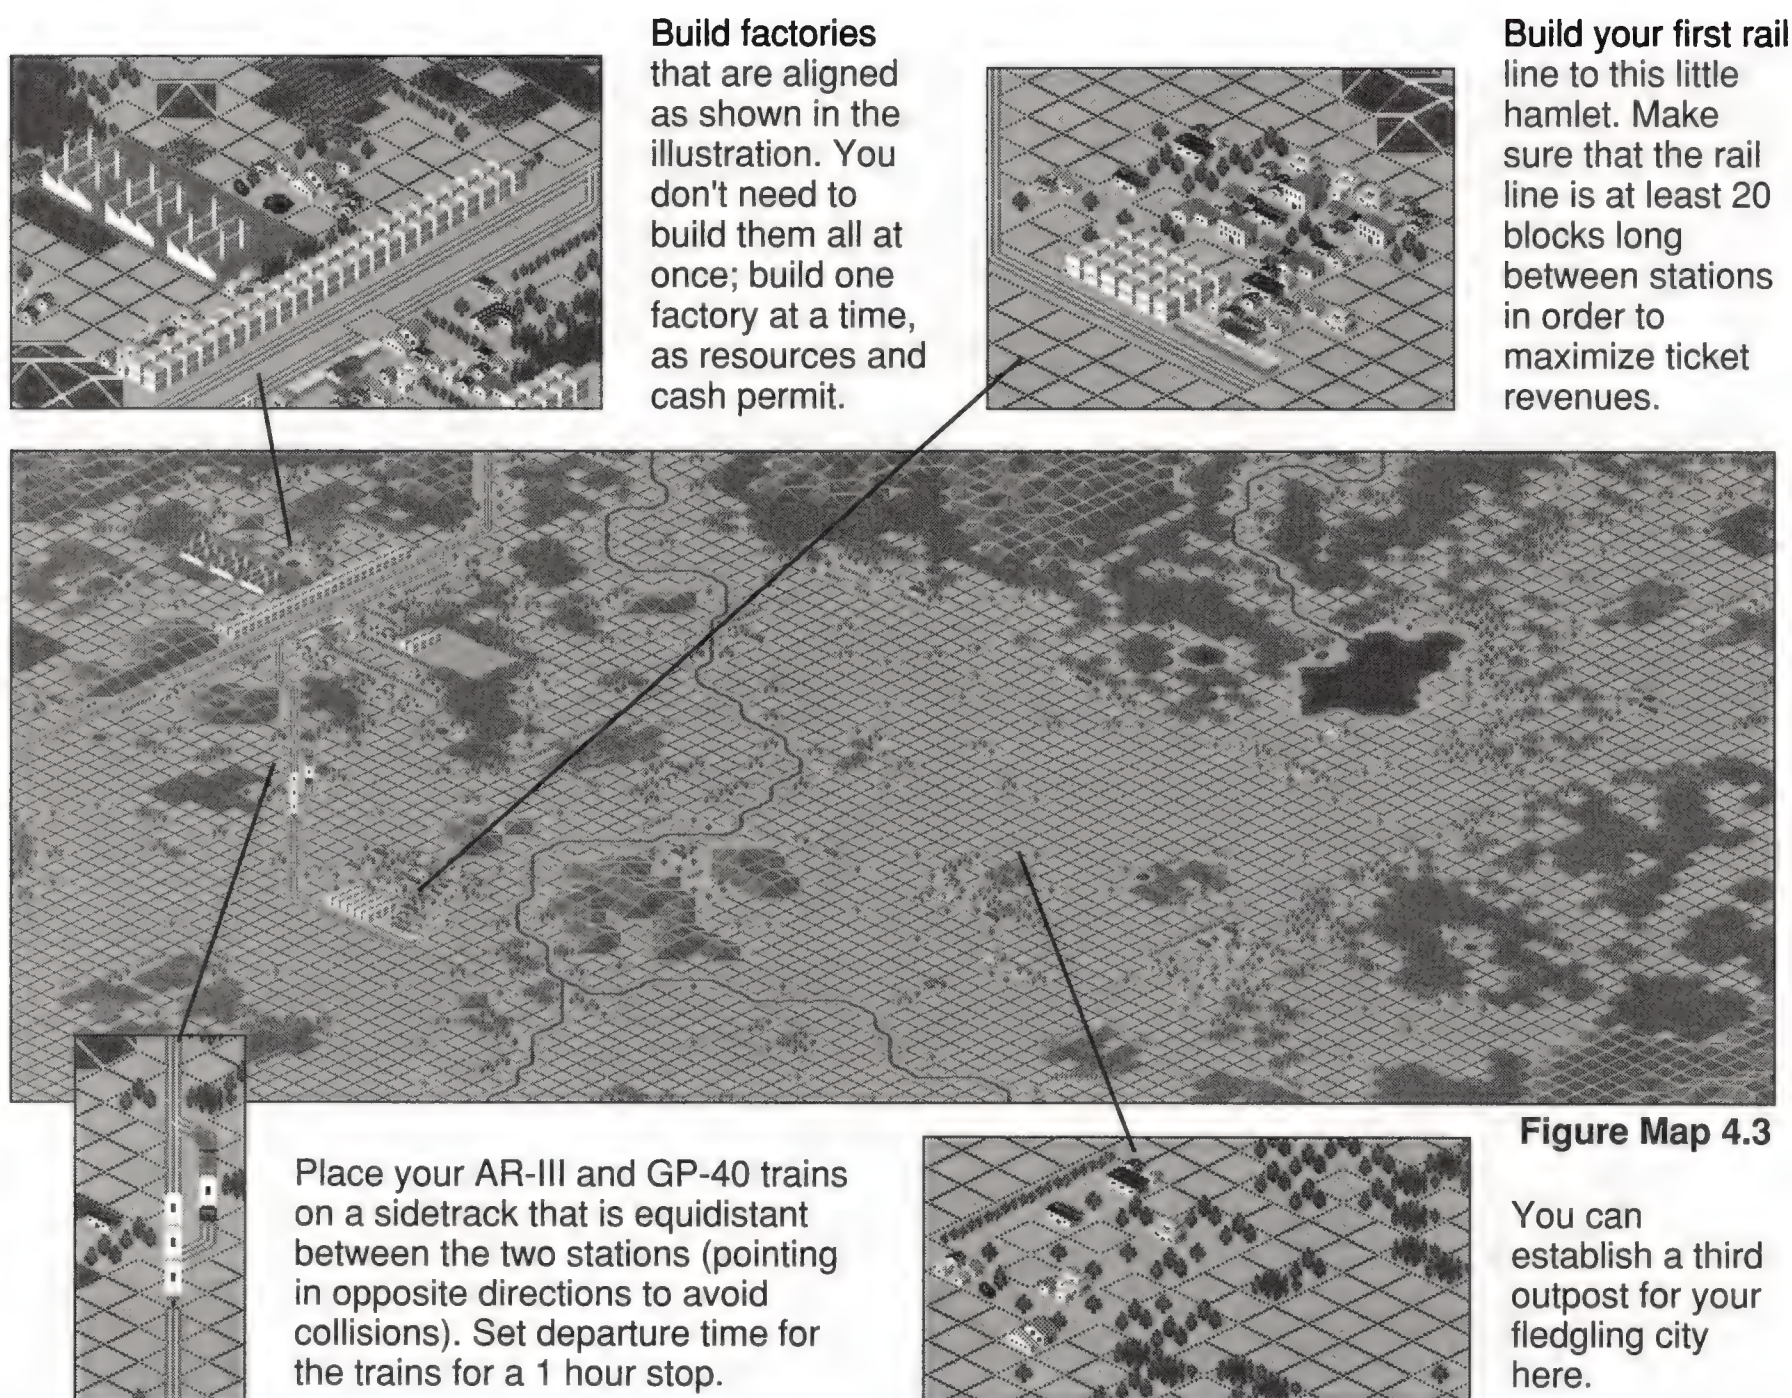 Build factories
that are aligned
as shown in the
illustration. You
don't need to
build them all at
once; build one
factory at a time,
as resources and
cash permit.
Build your first rail
line to this little
hamlet. Make
sure that the rail
line is at least 20
blocks long
between stations
in order to
maximize ticket
revenues.
Place your AR-III and GP-40 trains
on a sidetrack that is equidistant
between the two stations (pointing
in opposite directions to avoid
collisions). Set departure time for
the trains for a 1 hour stop.
Figure Map 4.3
You can
establish a third
outpost for your
fledgling city
here.